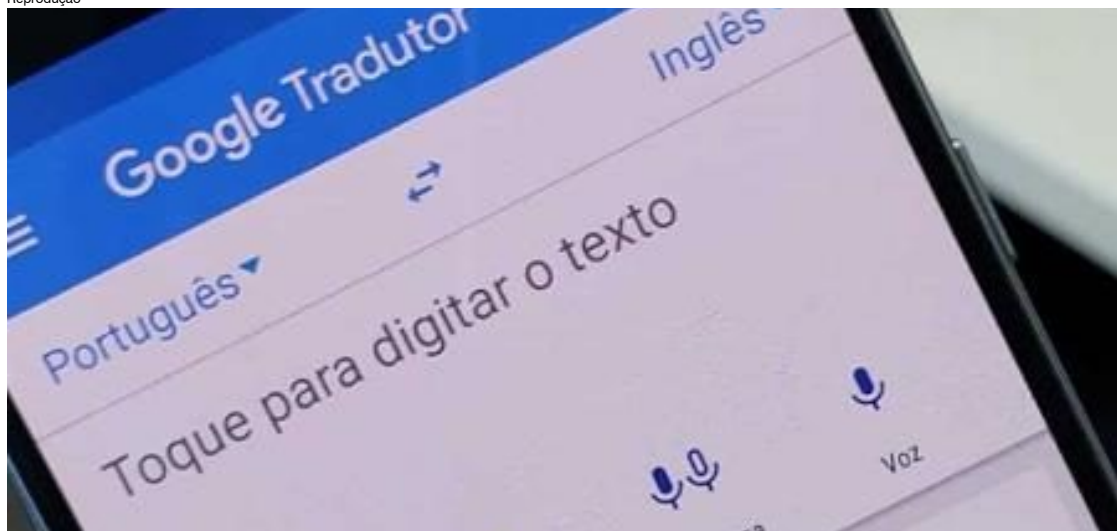 Reprodução
Google Tradutor
Português
Inglês
Toque para digitar o texto
Voz